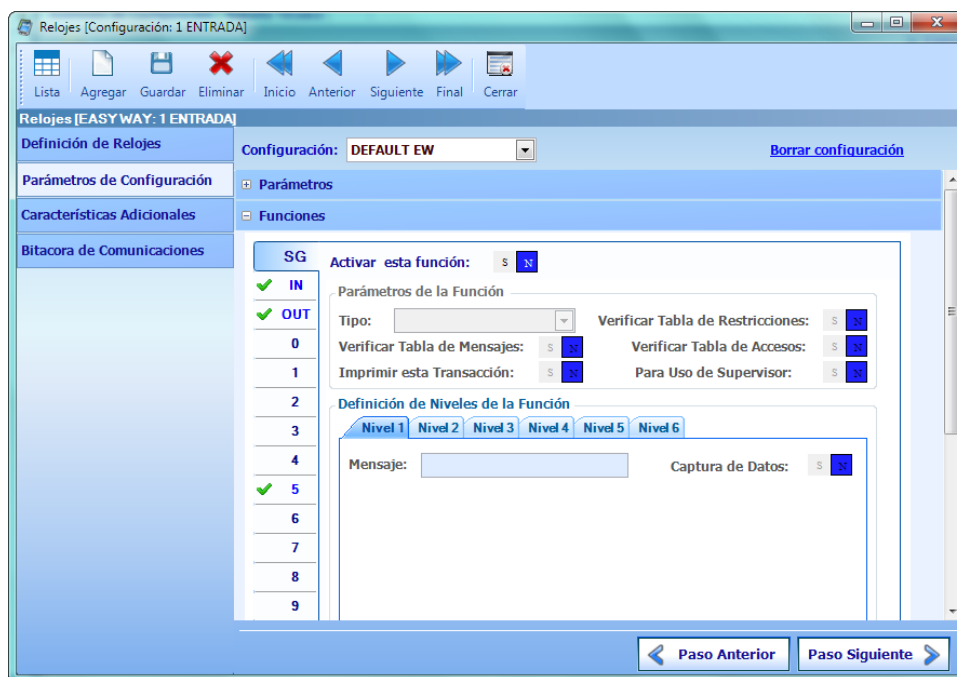 Relojes [Configuración: 1 ENTRADA]
Lista Agregar Guardar Eliminar Inicio Anterior Siguiente Final Cerrar
Relojes [EASY WAY: 1 ENTRADA]
Definición de Relojes
Parámetros de Configuración
Características Adicionales
Bitacora de Comunicaciones
Configuración: DEFAULT EW Borrar configuración
Parámetros
Funciones
SG
IN
OUT
0
1
2
3
4
5
6
7
8
9
Activar esta función: S N
Parámetros de la Función
Tipo: Verificar Tabla de Restricciones: S N
Verificar Tabla de Mensajes: S N Verificar Tabla de Accesos: S N
Imprimir esta Transacción: S N Para Uso de Supervisor: S N
Definición de Niveles de la Función
Nivel 1 Nivel 2 Nivel 3 Nivel 4 Nivel 5 Nivel 6
Mensaje: Captura de Datos: S N
Paso Anterior Paso Siguiente